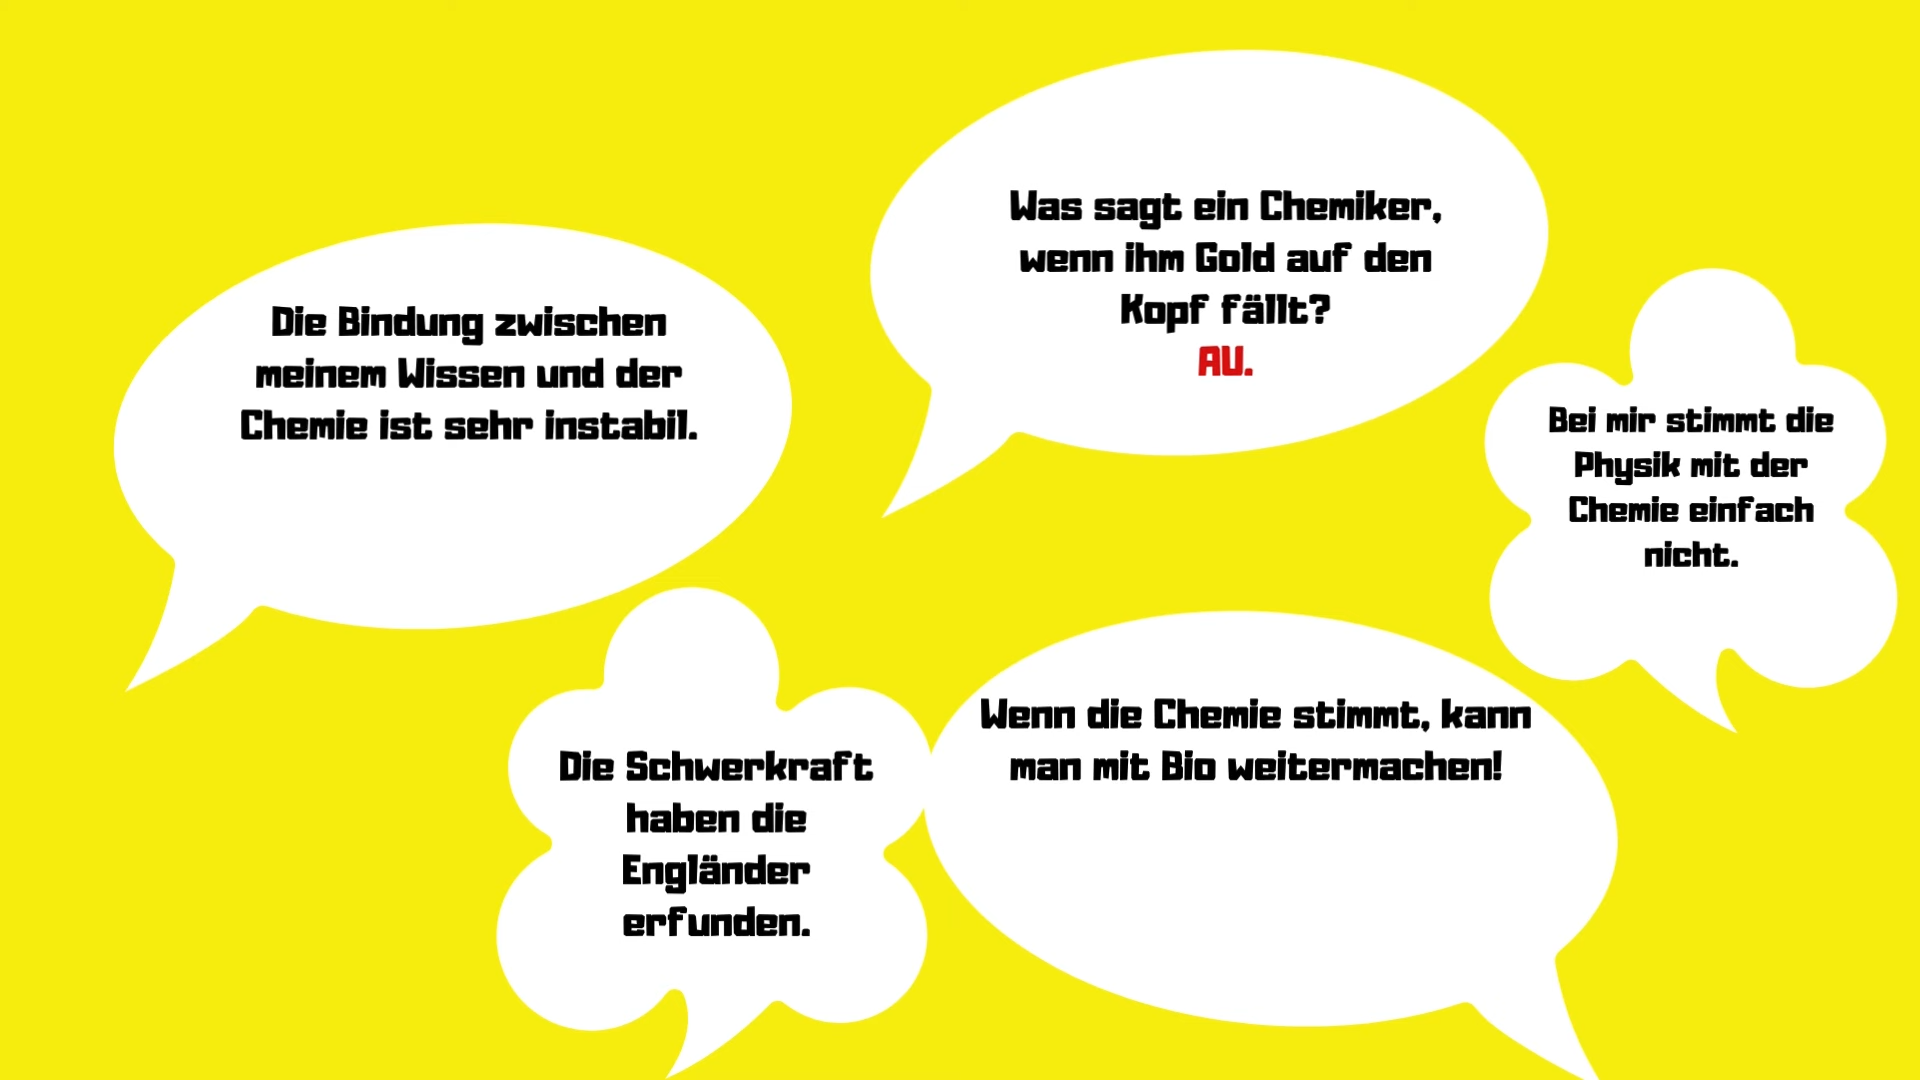 Die Bindung zwischen
meinem Wissen und der
Chemie ist sehr instabil.
Was sagt ein Chemiker,
wenn ihm Gold auf den
Kopf fällt?
AU.
Bei mir stimmt die
Physik mit der
Chemie einfach
nicht.
Die Schwerkraft
haben die
Engländer
erfunden.
Wenn die Chemie stimmt, kann
man mit Bio weitermachen!